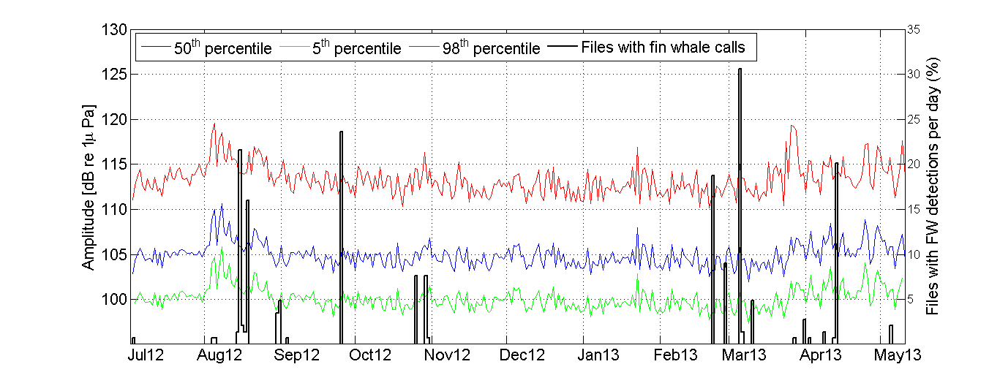 130
125
120
115
110
105
100
Amplitude [dB re 1μ Pa]
50th percentile
5th percentile
98th percentile
Files with fin whale calls
35
30
25
20
15
10
5
Files with FW detections per day (%)
Jul12
Aug12
Sep12
Oct12
Nov12
Dec12
Jan13
Feb13
Mar13
Apr13
May13